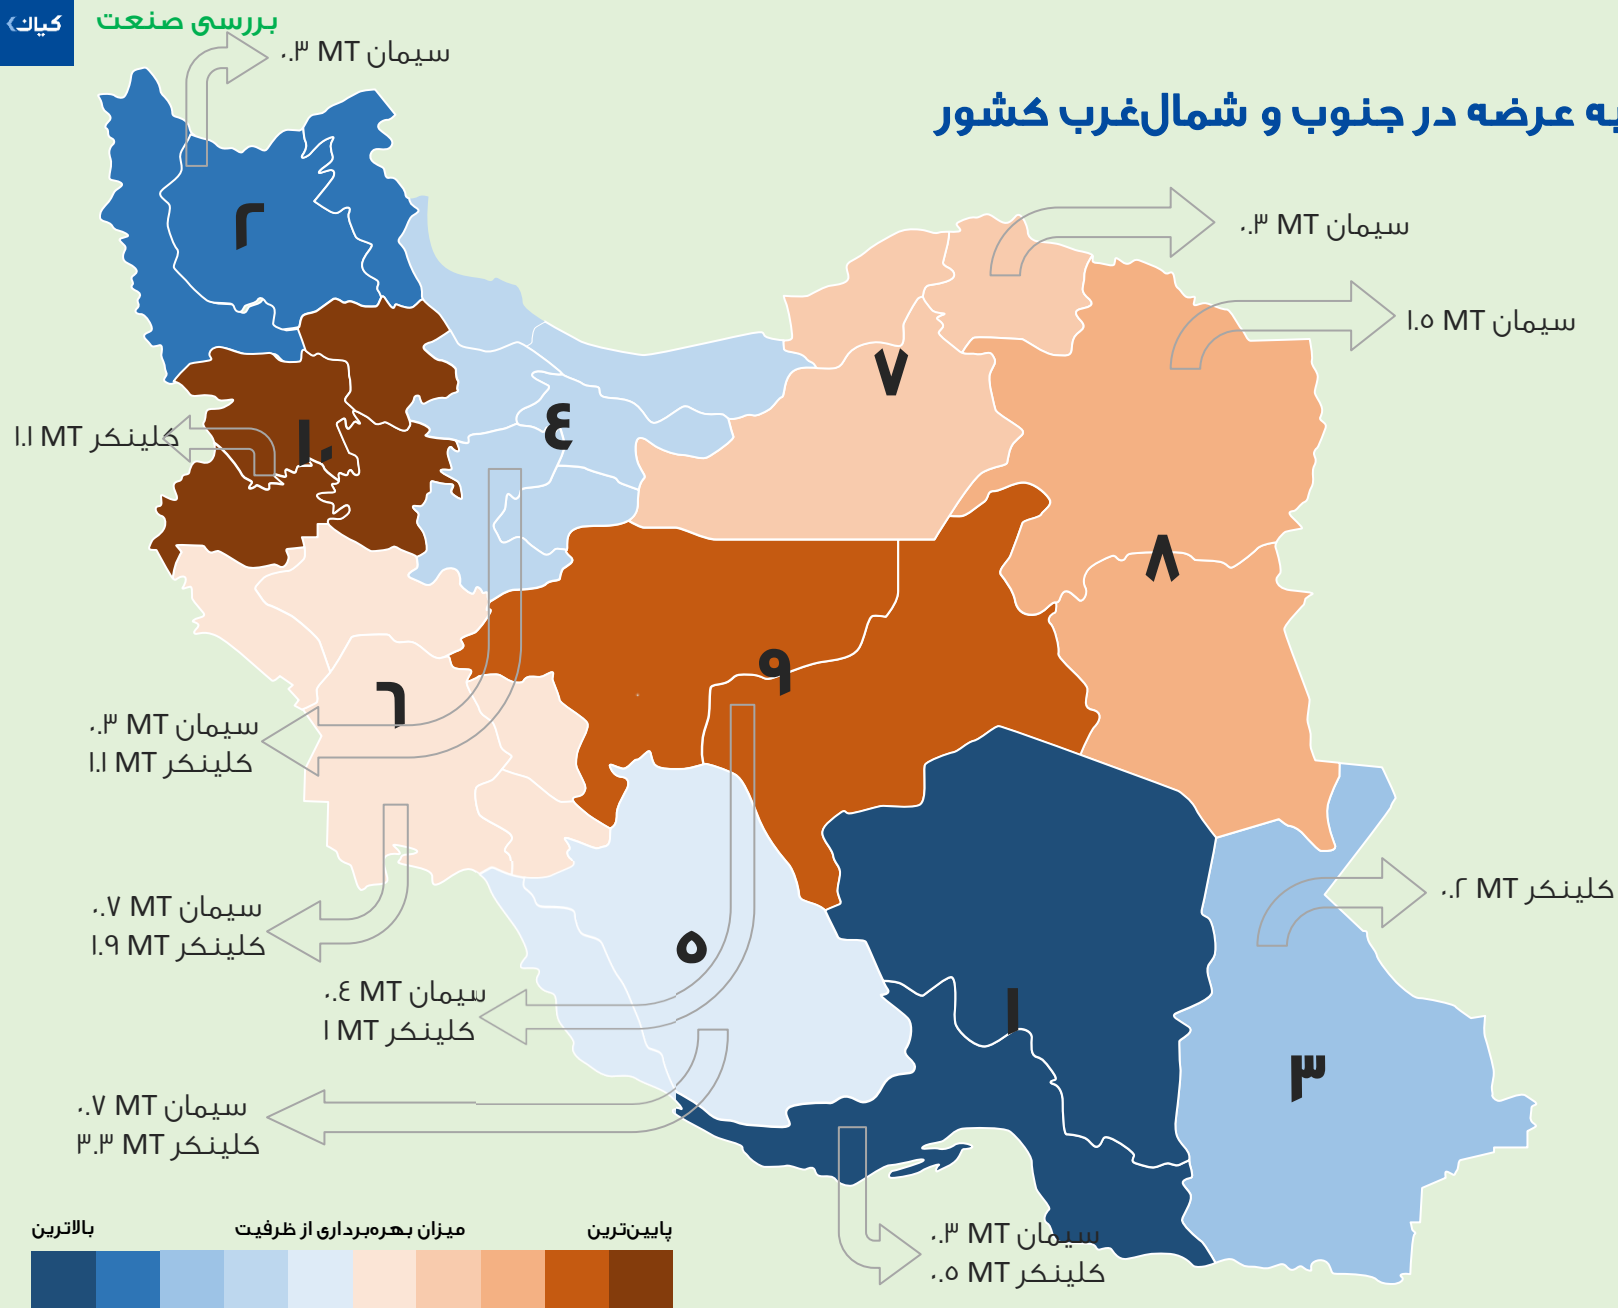 کیان
بررسی صنعت
به عرضه در جنوب و شمال‌غرب کشور
سیمان ۰.۳ MT
۲
سیمان ۰.۳ MT
سیمان ۱.۵ MT
۷
۴
کلینکر ۱.۱ MT
۱۰
۸
۹
۶
سیمان ۰.۳ MT
کلینکر ۱.۱ MT
کلینکر ۰.۲ MT
سیمان ۰.۷ MT
کلینکر ۱.۹ MT
۵
سیمان ۰.۴ MT
کلینکر ۱ MT
۱
۳
سیمان ۰.۷ MT
کلینکر ۳.۳ MT
سیمان ۰.۳ MT
کلینکر ۰.۵ MT
پایین‌ترین میزان بهره‌برداری از ظرفیت بالاترین